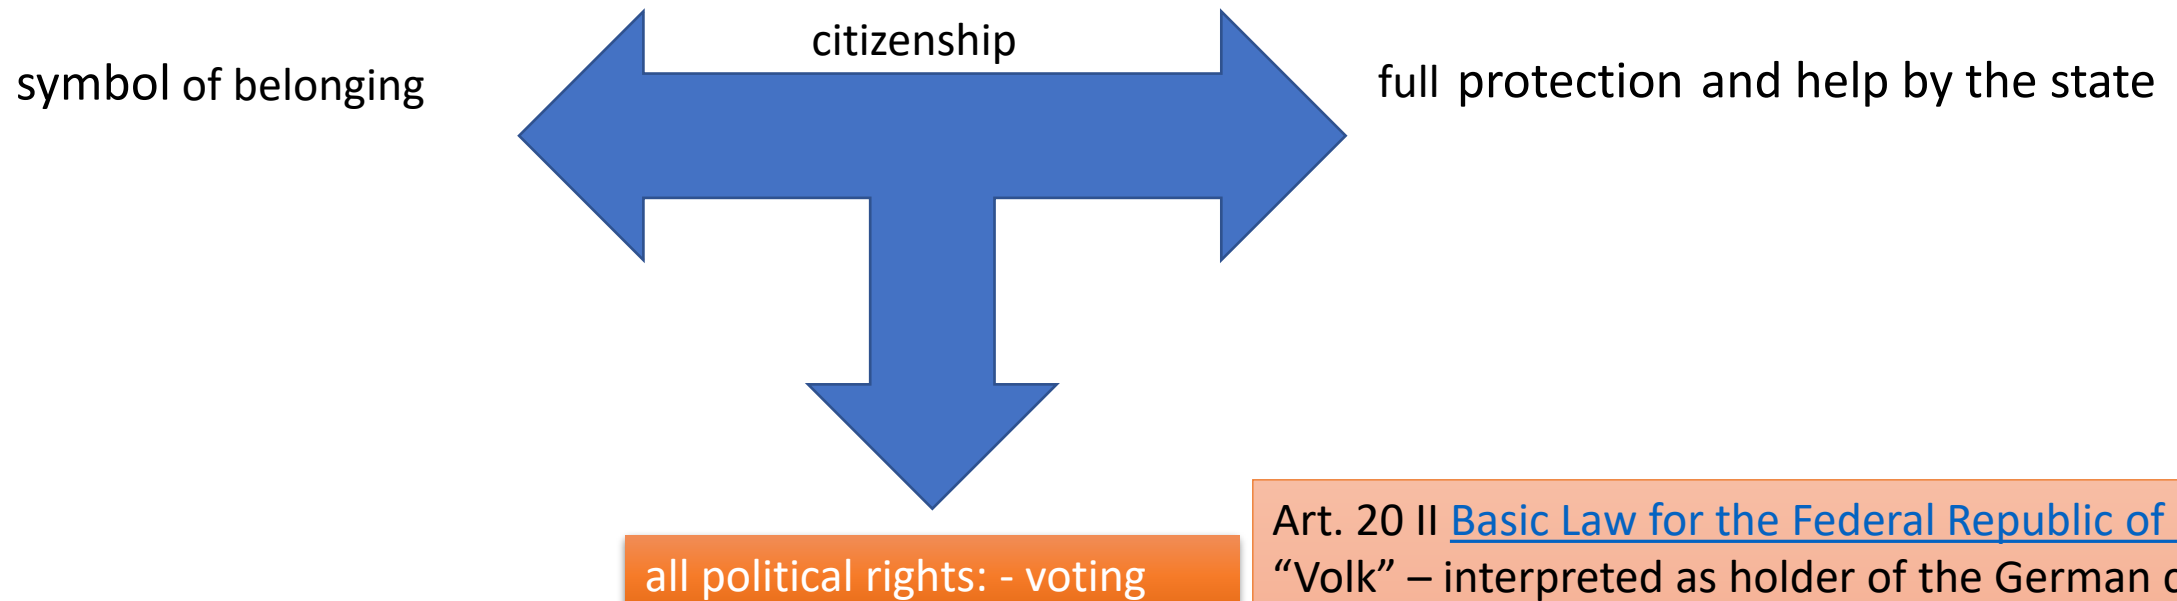 citizenship
symbol of belonging
full protection and help by the state
all political rights: - voting
Art. 20 II Basic Law for the Federal Republic of
“Volk” – interpreted as holder of the German